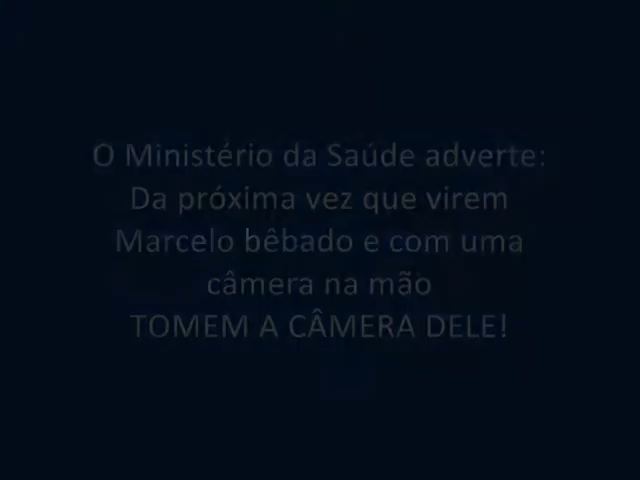 O Ministério da Saúde adverte:
Da próxima vez que virem
Marcelo bêbado e com uma
câmera na mão
TOMEM A CÂMERA DELE!